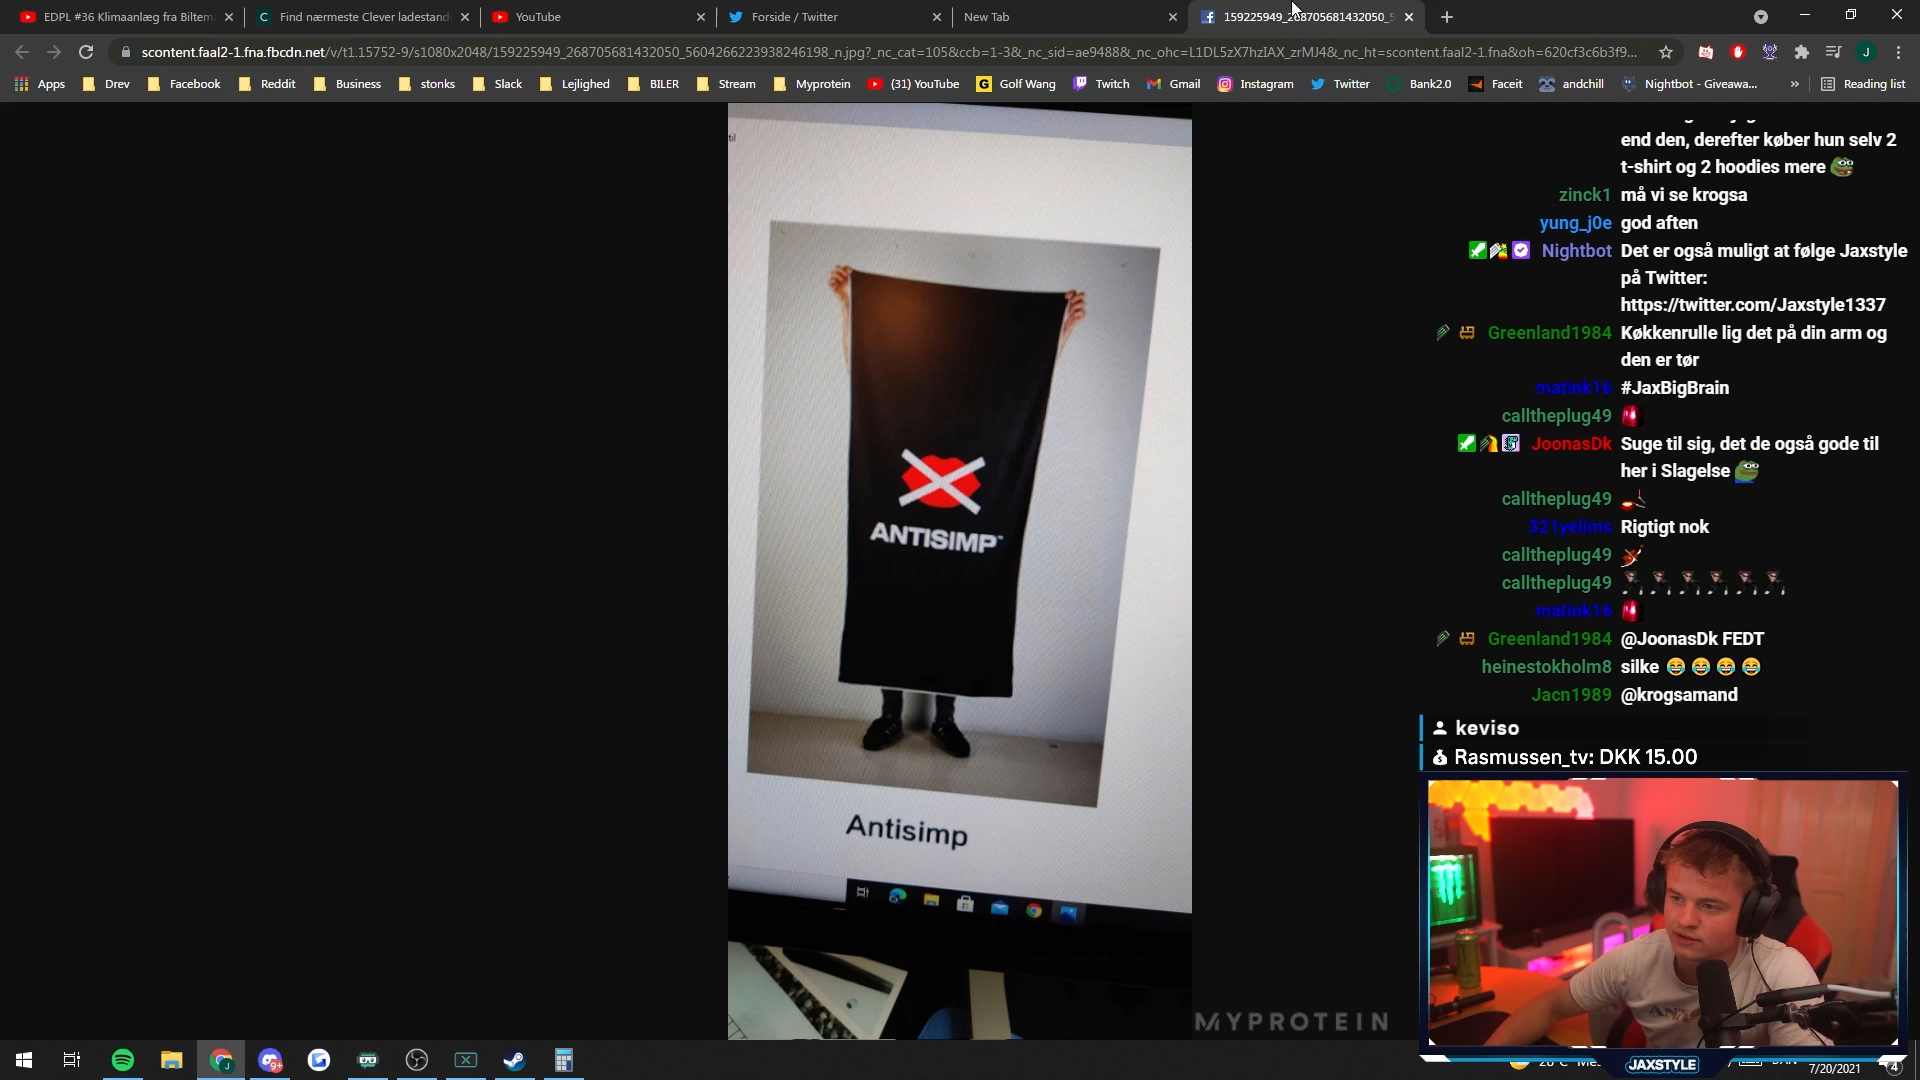 EDPL #36 Klimaanlæg fra Biltem
Find nærmeste Clever ladestand
YouTube
Forside / Twitter
New Tab
159225949_268705681432050_5
scontent.faal2-1.fna.fbcdn.net/v/t1.15752-9/s1080x2048/159225949_268705681432050_5604266223938246198_n.jpg?_nc_cat=105&ccb=1-3&_nc_sid=ae9488&_nc_ohc=L1DL5zX7hzIAX_zrMJ4&_nc_ht=scontent.faal2-1.fna&oh=620cf3c6b3f9...
Apps Drev Facebook Reddit Business stonks Slack Lejlighed BILER Stream Myprotein (31) YouTube Golf Wang Twitch Gmail Instagram Twitter Bank2.0 Faceit andchill Nightbot - Giveawa... » Reading list
til
ANTISIMP
Antisimp
end den, derefter køber hun selv 2
t-shirt og 2 hoodies mere
zinck1 må vi se krogsa
yung_j0e god aften
Nightbot Det er også muligt at følge Jaxstyle
på Twitter:
https://twitter.com/Jaxstyle1337
Greenland1984 Køkkenrulle lig det på din arm og
den er tør
matink16 #JaxBigBrain
calltheplug49
JoonasDk Suge til sig, det de også gode til
her i Slagelse
calltheplug49
321yelims Rigtigt nok
calltheplug49
calltheplug49
matink16
Greenland1984 @JoonasDk FEDT
heinestokholm8 silke 😂 😂 😂 😂
Jacn1989 @krogsamand
keviso
Rasmussen_tv: DKK 15.00
MYPROTEIN
JAXSTYLE
7/20/2021
4